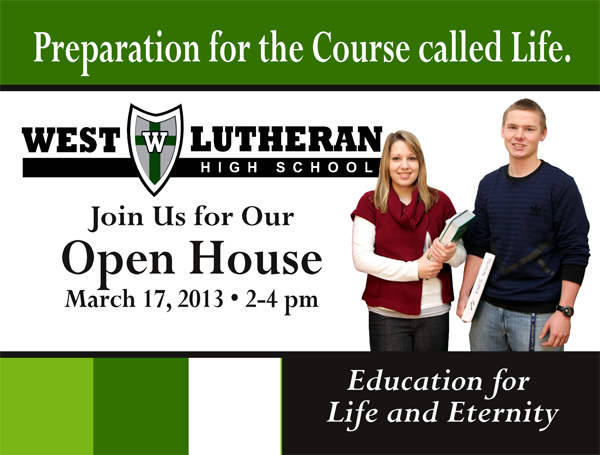 Preparation for the Course called Life.
WEST W LUTHERAN
HIGH SCHOOL
Join Us for Our
Open House
March 17, 2013 • 2-4 pm
Education for
Life and Eternity